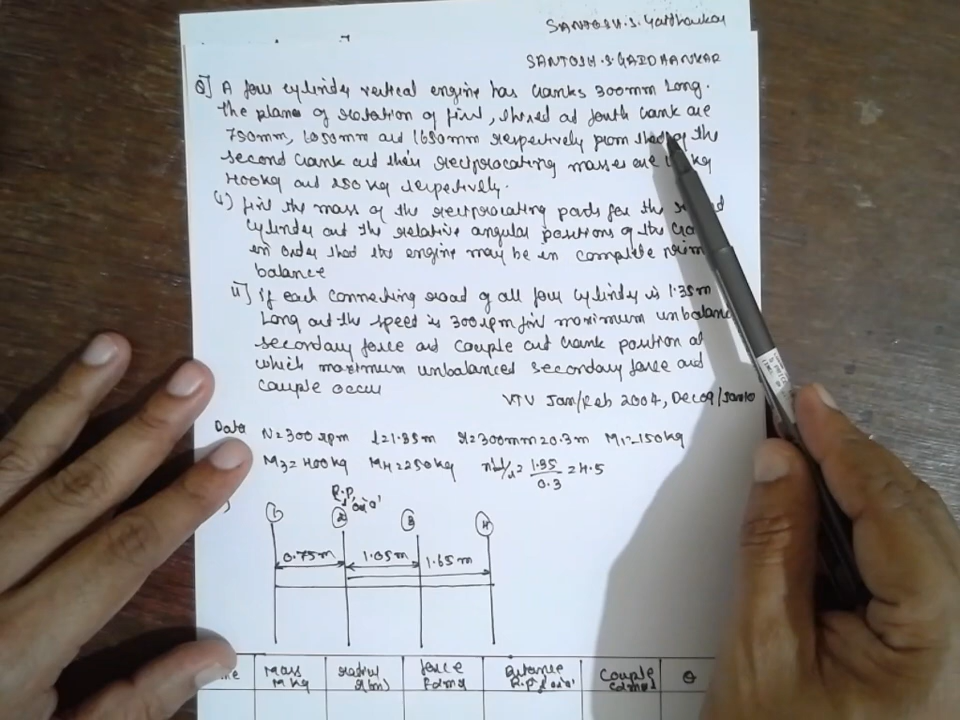 SANTOSH.S.Gaidhankar
SANTOSH.S.GAIDHANKAR
Q] A four cylinder vertical engine has cranks 300mm Long.
The planes of rotation of first, third and fourth crank are
750mm, 1050mm and 1650mm respectively from that of the
second crank and their reciprocating masses are kg
400kg and 250 kg respectively.
i) find the mass of the reciprocating parts for the
cylinder and the relative angular positions of the
in order that the engine may be in complete
balance
ii] if each connecting road of all four cylinder is 1.35m
Long and the speed is 300rpm find maximum
secondary force and couple and crank position at
which maximum unbalanced secondary force and
couple occur
VTU Jan/Feb 2004, Dec09/Jan10
Data N=300rpm l=1.35m r=300mm=0.3m M1=150kg
M3=400kg M4=250kg n=l/r= 1.35/0.3 =4.5
R.P
1 2 3 4
0.75m 1.05m 1.65m
Mass M kg radius r(m) force Fdmr Distance R.P Couple Cdmrl θ